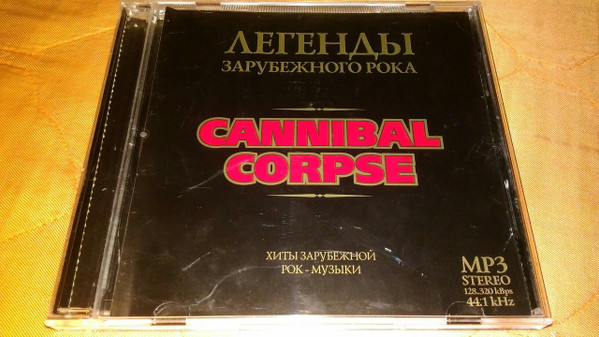 ЛЕГЕНДЫ
ЗАРУБЕЖНОГО РОКА
CANNIBAL
CORPSE
ХИТЫ ЗАРУБЕЖНОЙ
РОК - МУЗЫКИ
MP3
STEREO
128..320 kBps
44.1 kHz